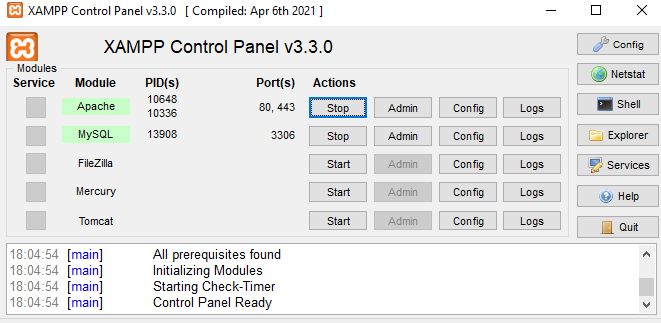 XAMPP Control Panel v3.3.0 [ Compiled: Apr 6th 2021 ]
XAMPP Control Panel v3.3.0
Config
Modules
Service Module PID(s) Port(s) Actions
Netstat
Apache 10648 10336 80, 443 Stop Admin Config Logs
Shell
MySQL 13908 3306 Stop Admin Config Logs
Explorer
FileZilla Start Admin Config Logs
Services
Mercury Start Admin Config Logs
Help
Tomcat Start Admin Config Logs
Quit
18:04:54 [main] All prerequisites found
18:04:54 [main] Initializing Modules
18:04:54 [main] Starting Check-Timer
18:04:54 [main] Control Panel Ready